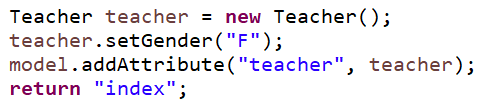 Teacher teacher = new Teacher();
teacher.setGender("F");
model.addAttribute("teacher", teacher);
return "index";